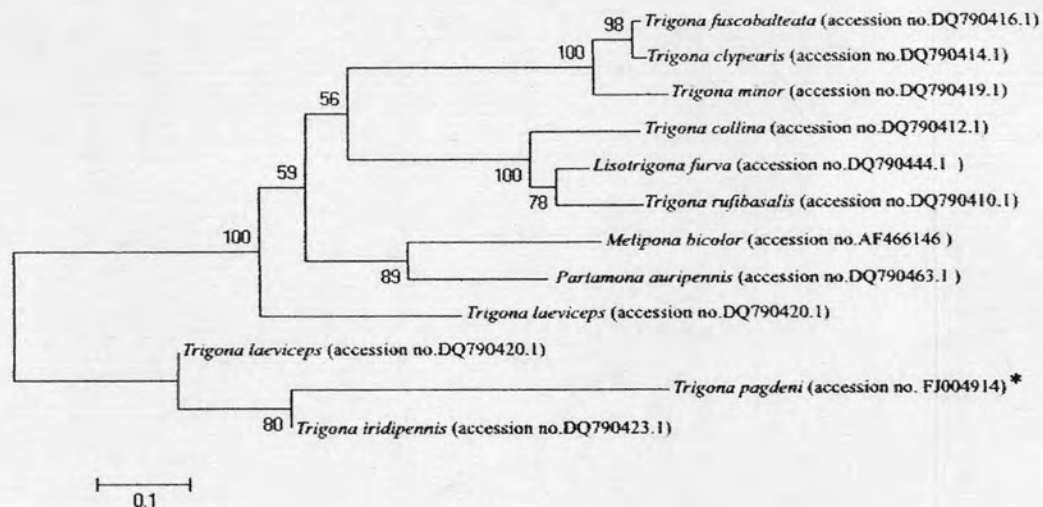 98 Trigona fuscobalteata (accession no.DQ790416.1)
100 Trigona clypearis (accession no.DQ790414.1)
Trigona minor (accession no.DQ790419.1)
56
Trigona collina (accession no.DQ790412.1)
59 100 Lisotrigona furva (accession no.DQ790444.1 )
78 Trigona rufibasalis (accession no.DQ790410.1)
100 Melipona bicolor (accession no.AF466146 )
89 Partamona auripennis (accession no.DQ790463.1 )
Trigona laeviceps (accession no.DQ790420.1)
Trigona laeviceps (accession no.DQ790420.1)
Trigona pagdeni (accession no. FJ004914)*
80 Trigona iridipennis (accession no.DQ790423.1)
0.1